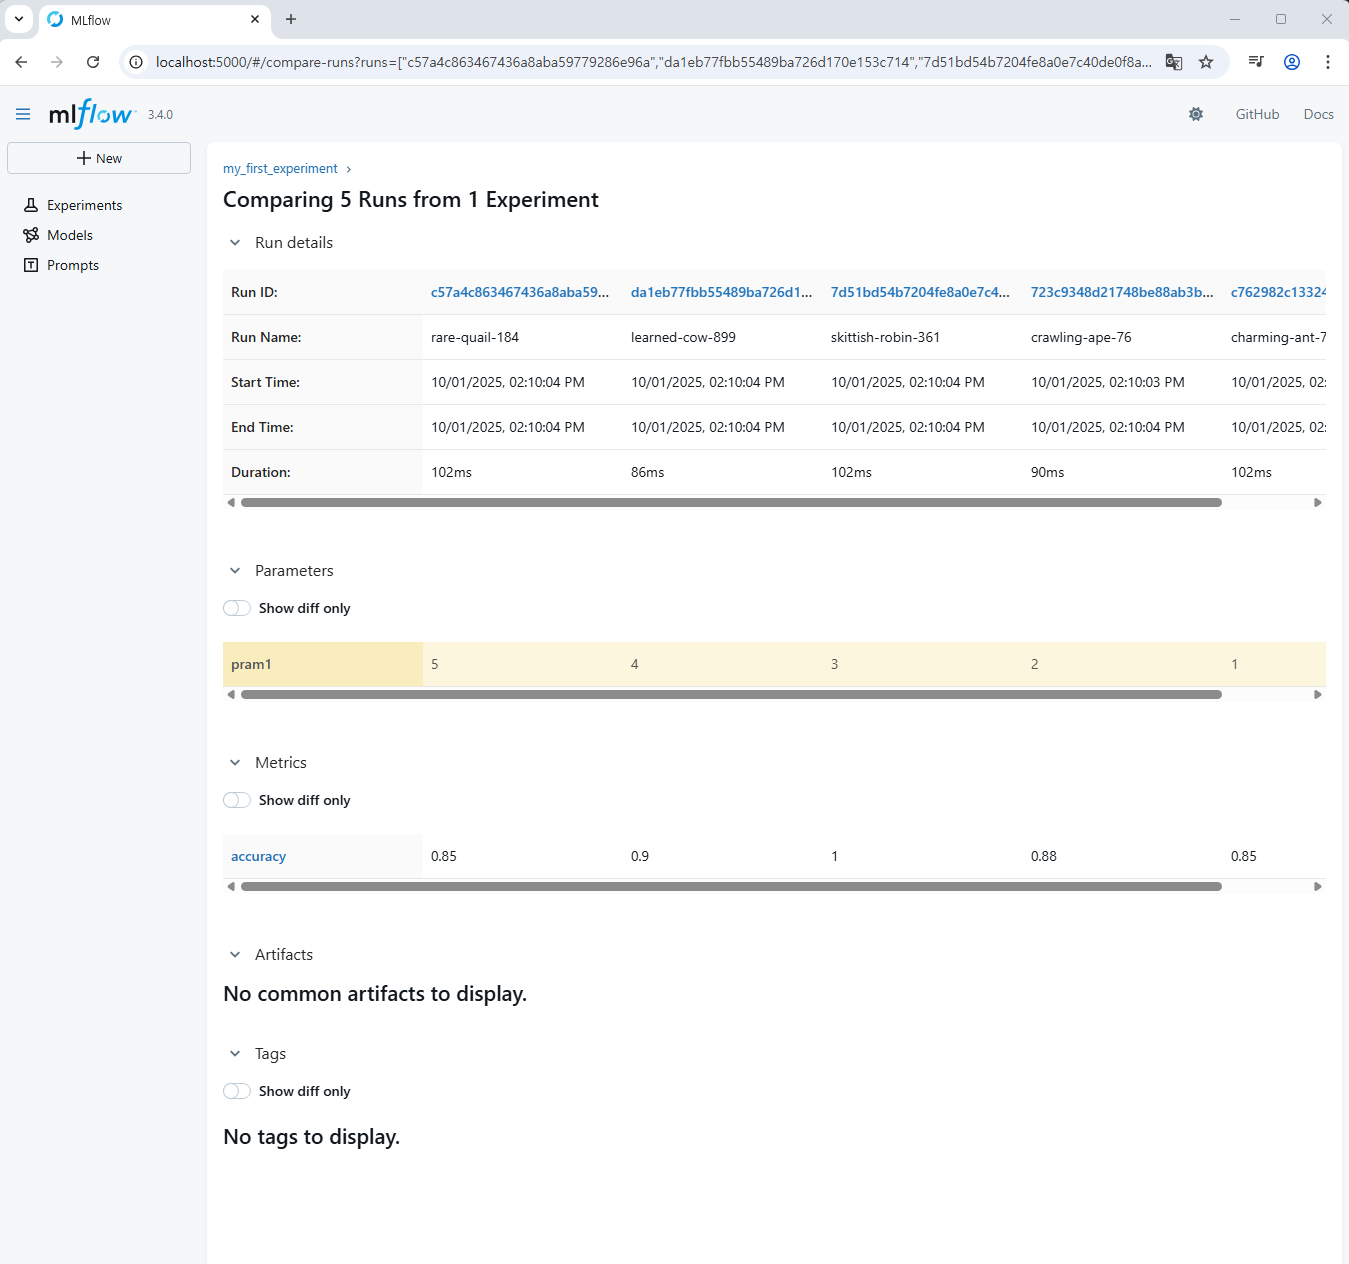 MLflow
localhost:5000/#/compare-runs?runs=["c57a4c863467436a8aba59779286e96a","da1eb77fbb55489ba726d170e153c714","7d51bd54b7204fe8a0e7c40de0f8a...
mlflow 3.4.0 GitHub Docs
New
Experiments
Models
Prompts
my_first_experiment
Comparing 5 Runs from 1 Experiment
Run details
Run ID: c57a4c863467436a8aba59... da1eb77fbb55489ba726d1... 7d51bd54b7204fe8a0e7c4... 723c9348d21748be88ab3b... c762982c13324
Run Name: rare-quail-184 learned-cow-899 skittish-robin-361 crawling-ape-76 charming-ant-7
Start Time: 10/01/2025, 02:10:04 PM 10/01/2025, 02:10:04 PM 10/01/2025, 02:10:04 PM 10/01/2025, 02:10:03 PM 10/01/2025, 02:
End Time: 10/01/2025, 02:10:04 PM 10/01/2025, 02:10:04 PM 10/01/2025, 02:10:04 PM 10/01/2025, 02:10:04 PM 10/01/2025, 02:
Duration: 102ms 86ms 102ms 90ms 102ms
Parameters
Show diff only
pram1 5 4 3 2 1
Metrics
Show diff only
accuracy 0.85 0.9 1 0.88 0.85
Artifacts
No common artifacts to display.
Tags
Show diff only
No tags to display.